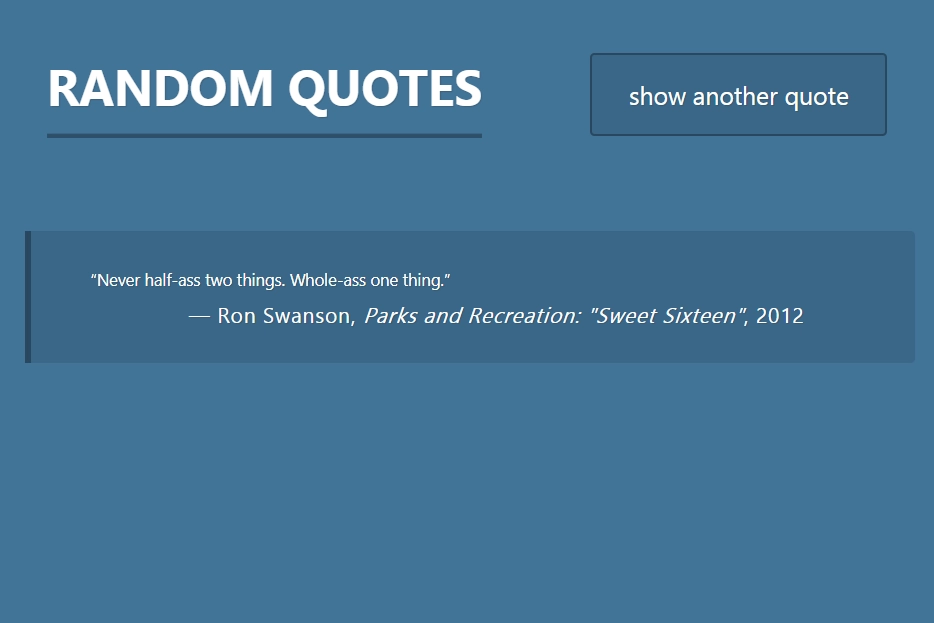 RANDOM QUOTES
show another quote
“Never half-ass two things. Whole-ass one thing.”
— Ron Swanson, Parks and Recreation: "Sweet Sixteen", 2012